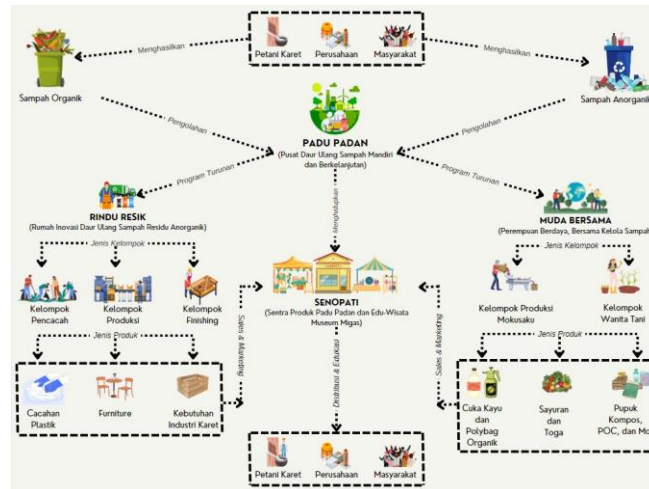 Menghasilkan
Petani Karet
Perusahaan
Masyarakat
Menghasilkan
Sampah Organik
Sampah Anorganik
Pengolahan
PADU PADAN
(Pusat Daur Ulang Sampah Mandiri
dan Berkelanjutan)
Pengolahan
Program Turunan
Menghidupkan
Program Turunan
RINDU RESIK
(Rumah Inovasi Daur Ulang Sampah Residu Anorganik)
Jenis Kelompok
Kelompok
Pencacah
Kelompok
Produksi
Kelompok
Finishing
Jenis Produk
Cacahan
Plastik
Furniture
Kebutuhan
Industri Karet
Sales & Marketing
SENOPATI
(Sentra Produk Padu Padan dan Edu-Wisata
Museum Migas)
Distribusi & Edukasi
Sales & Marketing
MUDA BERSAMA
(Perempuan Berdaya, Bersama Kelola Sampah
Jenis Kelompok
Kelompok Produksi
Mokusaku
Kelompok
Wanita Tani
Jenis Produk
Cuka Kayu
dan
Polybag
Organik
Sayuran
dan
Toga
Pupuk
Kompos,
POC, dan
Petani Karet
Perusahaan
Masyarakat